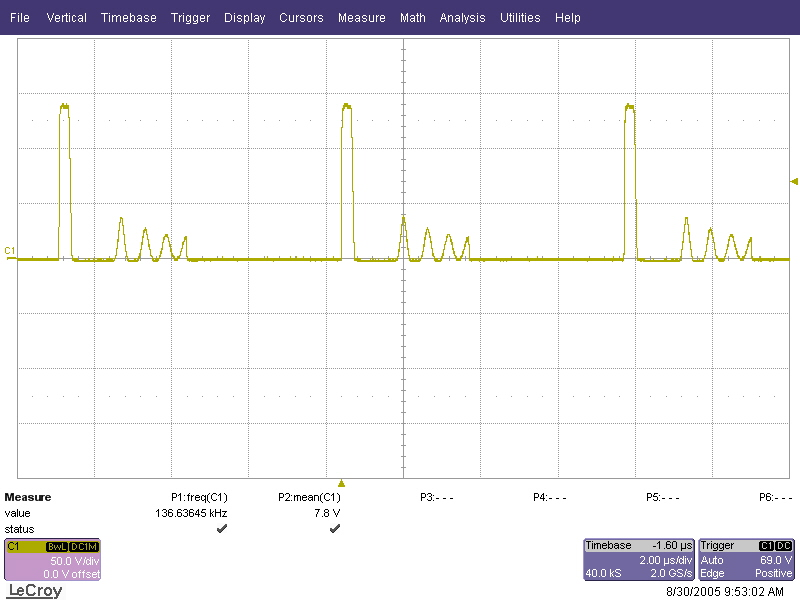 File Vertical Timebase Trigger Display Cursors Measure Math Analysis Utilities Help
C1
Measure P1:freq(C1) P2:mean(C1) P3:- - - P4:- - - P5:- - - P6:- - -
value 136.63645 kHz 7.8 V
status
C1 BwL DC1M
50.0 V/div
0.0 V offset
Timebase -1.60 µs
2.00 µs/div
40.0 kS 2.0 GS/s
Trigger C1 DC
Auto 69.0 V
Edge Positive
LeCroy
8/30/2005 9:53:02 AM